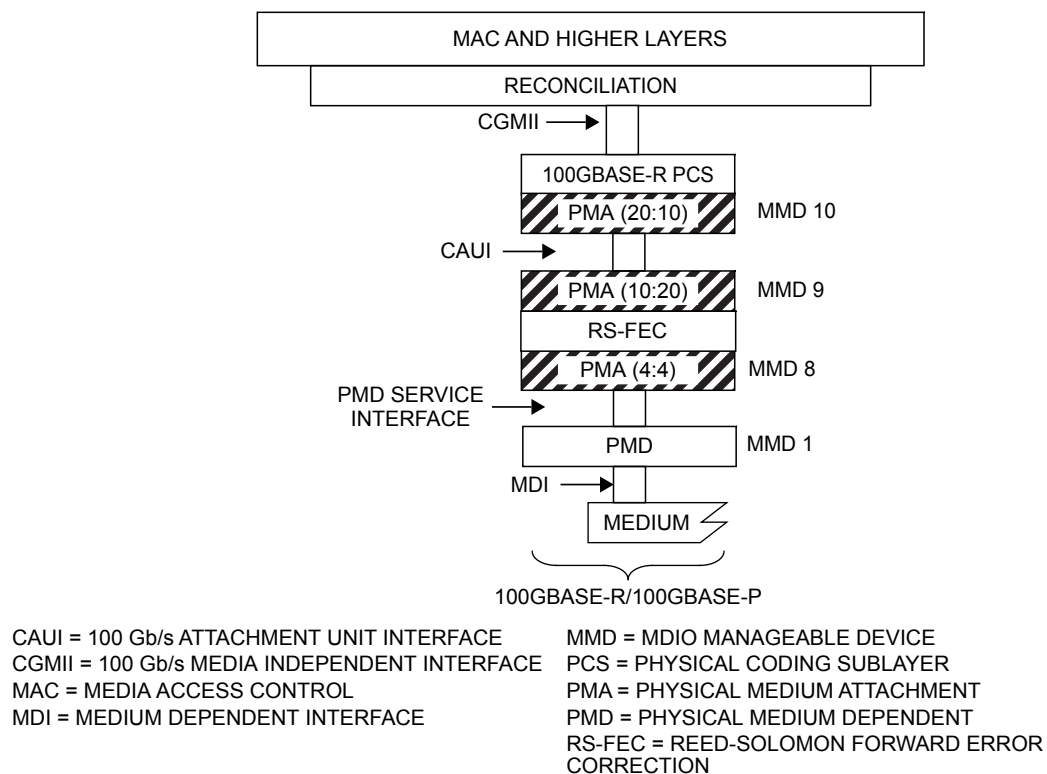 MAC AND HIGHER LAYERS
RECONCILIATION
CGMII
100GBASE-R PCS
PMA (20:10)
MMD 10
CAUI
PMA (10:20)
MMD 9
RS-FEC
PMA (4:4)
MMD 8
PMD SERVICE
INTERFACE
PMD
MMD 1
MDI
MEDIUM
100GBASE-R/100GBASE-P
CAUI = 100 Gb/s ATTACHMENT UNIT INTERFACE
CGMII = 100 Gb/s MEDIA INDEPENDENT INTERFACE
MAC = MEDIA ACCESS CONTROL
MDI = MEDIUM DEPENDENT INTERFACE
MMD = MDIO MANAGEABLE DEVICE
PCS = PHYSICAL CODING SUBLAYER
PMA = PHYSICAL MEDIUM ATTACHMENT
PMD = PHYSICAL MEDIUM DEPENDENT
RS-FEC = REED-SOLOMON FORWARD ERROR
CORRECTION